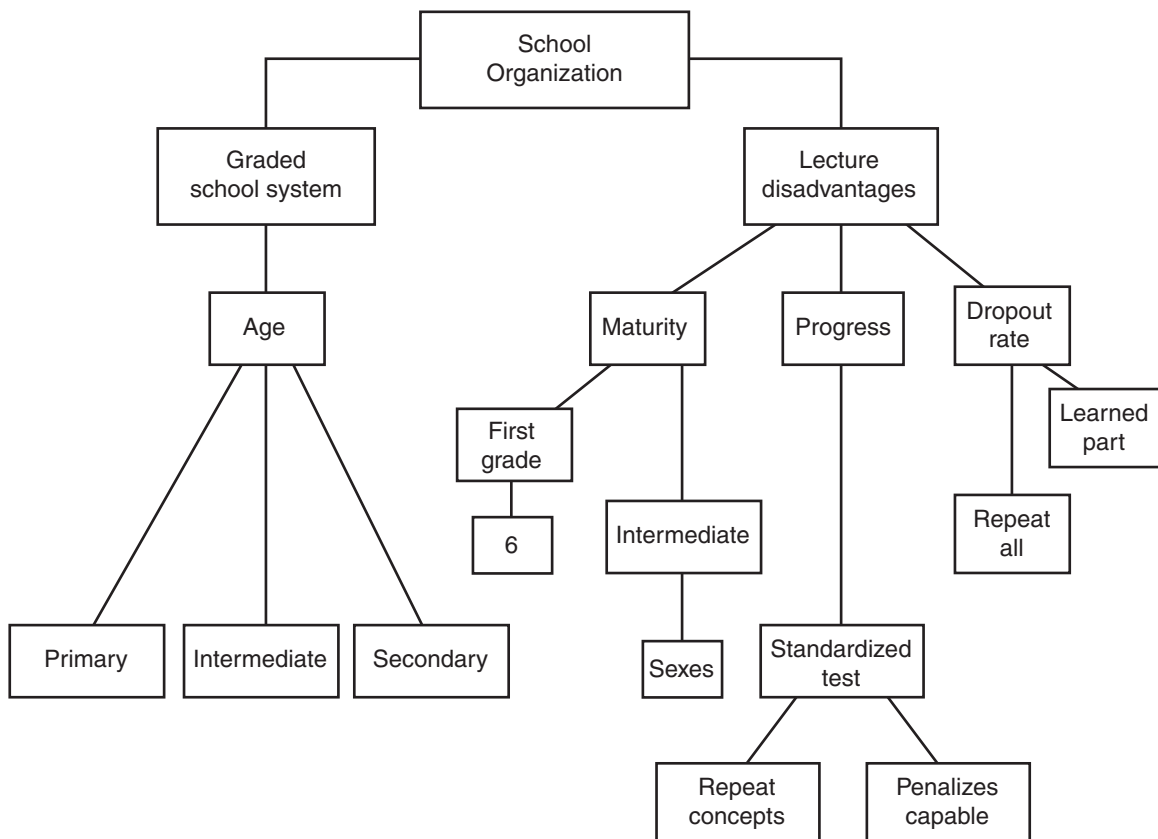 School
Organization
Graded
school system
Lecture
disadvantages
Age
Maturity
Progress
Dropout
rate
First
grade
Learned
part
6
Intermediate
Repeat
all
Primary
Intermediate
Secondary
Sexes
Standardized
test
Repeat
concepts
Penalizes
capable